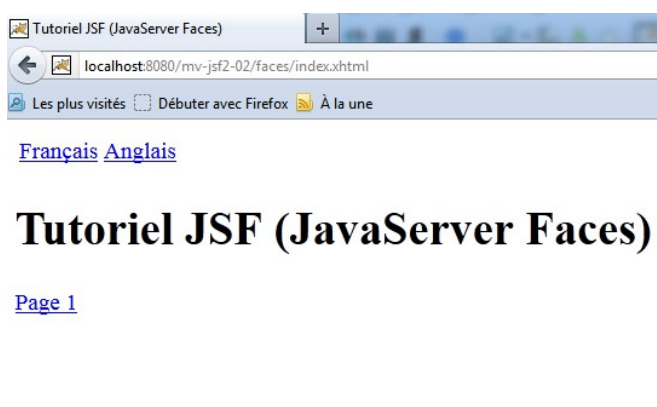 Tutoriel JSF (JavaServer Faces)
localhost:8080/mv-jsf2-02/faces/index.xhtml
Les plus visités Débuter avec Firefox À la une
Français Anglais
Tutoriel JSF (JavaServer Faces)
Page 1